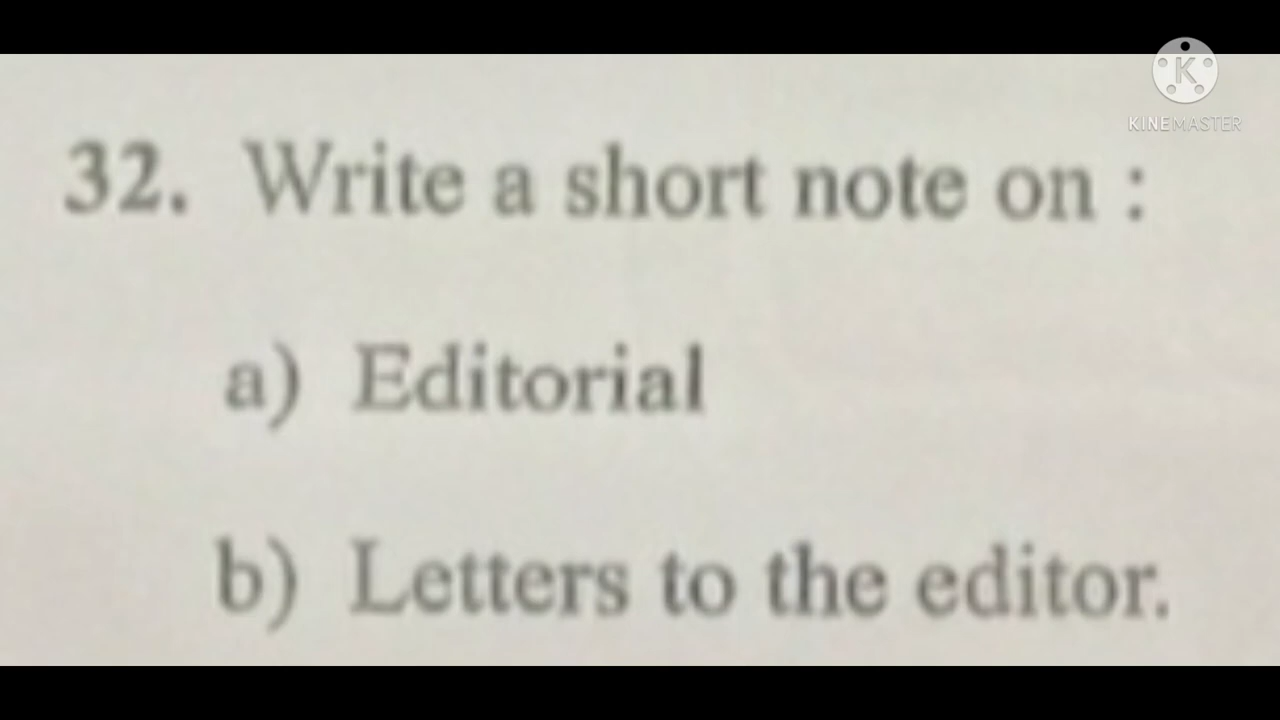 K
KINEMASTER
32. Write a short note on :
a) Editorial
b) Letters to the editor.